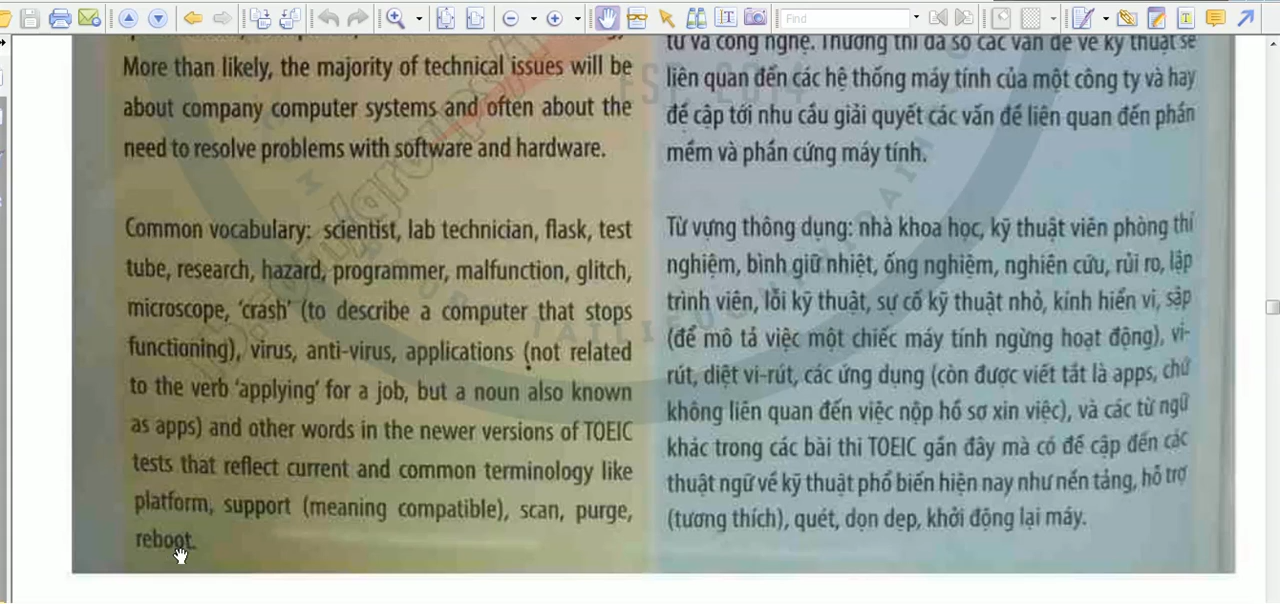 Find
More than likely, the majority of technical issues will be
about company computer systems and often about the
need to resolve problems with software and hardware.
Common vocabulary: scientist, lab technician, flask, test
tube, research, hazard, programmer, malfunction, glitch,
microscope, 'crash' (to describe a computer that stops
functioning), virus, anti-virus, applications (not related
to the verb 'applying' for a job, but a noun also known
as apps) and other words in the newer versions of TOEIC
tests that reflect current and common terminology like
platform, support (meaning compatible), scan, purge,
reboot.
tử và công nghệ. Thường thì đa số các vấn đề về kỹ thuật sẽ
liên quan đến các hệ thống máy tính của một công ty và hay
đề cập tới nhu cầu giải quyết các vấn đề liên quan đến phần
mềm và phần cứng máy tính.
Từ vựng thông dụng: nhà khoa học, kỹ thuật viên phòng thí
nghiệm, bình giữ nhiệt, ống nghiệm, nghiên cứu, rủi ro, lập
trình viên, lỗi kỹ thuật, sự cố kỹ thuật nhỏ, kính hiển vi, sập
(để mô tả việc một chiếc máy tính ngừng hoạt động), vi-
rút, diệt vi-rút, các ứng dụng (còn được viết tắt là apps, chứ
không liên quan đến việc nộp hồ sơ xin việc), và các từ ngữ
khác trong các bài thi TOEIC gần đây mà có đề cập đến các
thuật ngữ về kỹ thuật phổ biến hiện nay như nền tảng, hỗ trợ
(tương thích), quét, dọn dẹp, khởi động lại máy.